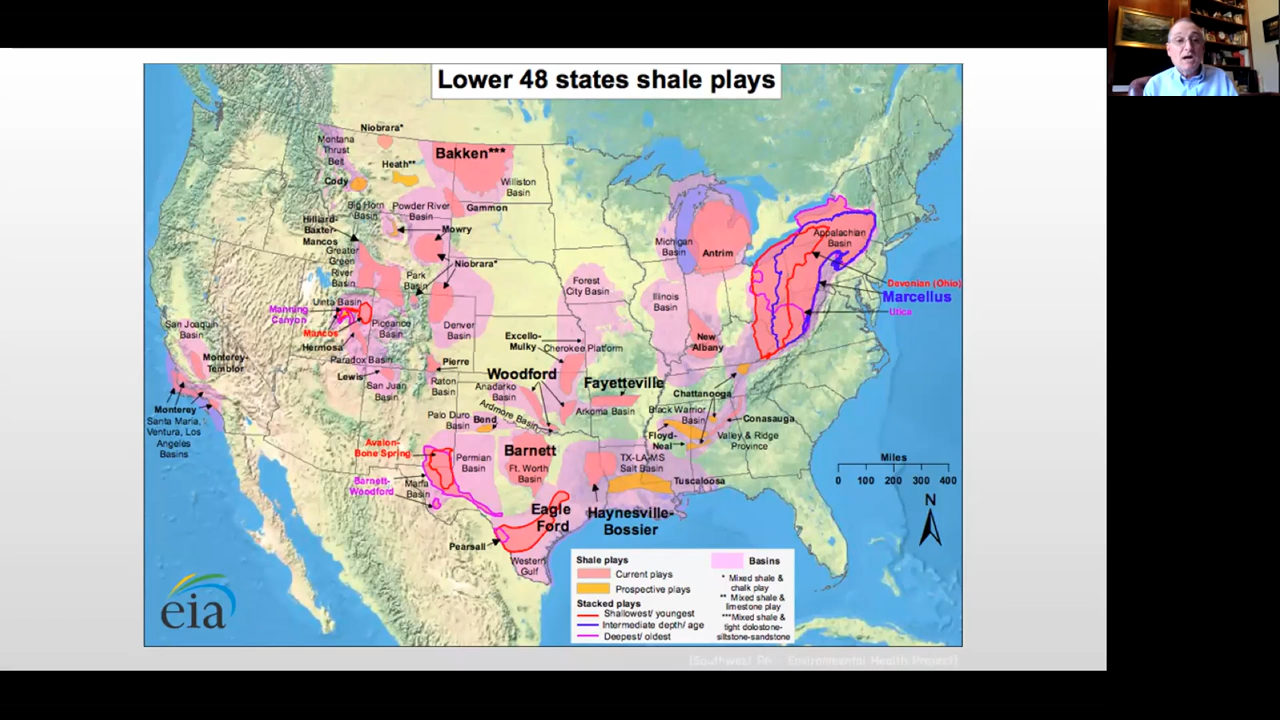 Lower 48 states shale plays
Niobrara*
Montana
Thrust
Belt
Bakken***
Heath**
Cody
Williston
Basin
Big Horn
Basin
Powder River
Basin
Gammon
Hilliard-
Baxter-
Mancos
Mowry
Greater
Green
River
Basin
Niobrara*
Park
Basin
Michigan
Basin
Antrim
Appalachian
Basin
Devonian (Ohio)
Marcellus
Utica
Forest
City Basin
Illinois
Basin
Uinta Basin
Manning
Canyon
Mancos
Piceance
Basin
Denver
Basin
San Joaquin
Basin
Hermosa
Excello-
Mulky
Cherokee Platform
New
Albany
Monterey-
Temblor
Paradox Basin
Pierre
Lewis
San Juan
Basin
Raton
Basin
Woodford
Anadarko
Basin
Fayetteville
Chattanooga
Monterey
Santa Maria,
Ventura, Los
Angeles
Basins
Palo Duro
Basin
Bend
Ardmore Basin
Arkoma Basin
Black Warrior
Basin
Conasauga
Floyd-
Neal
Valley & Ridge
Province
Avalon-
Bone Spring
Permian
Basin
Barnett
Ft. Worth
Basin
TX-LA-MS
Salt Basin
Tuscaloosa
Barnett-
Woodford
Marfa
Basin
Eagle
Ford
Haynesville-
Bossier
Pearsall
Western
Gulf
Miles
0 100 200 300 400
N
Shale plays
Current plays
Prospective plays
Stacked plays
Shallowest/ youngest
Intermediate depth/ age
Deepest/ oldest
Basins
* Mixed shale &
chalk play
** Mixed shale &
limestone play
***Mixed shale &
tight dolostone-
siltstone-sandstone
eia
(Southwest PA - Environmental Health Project)